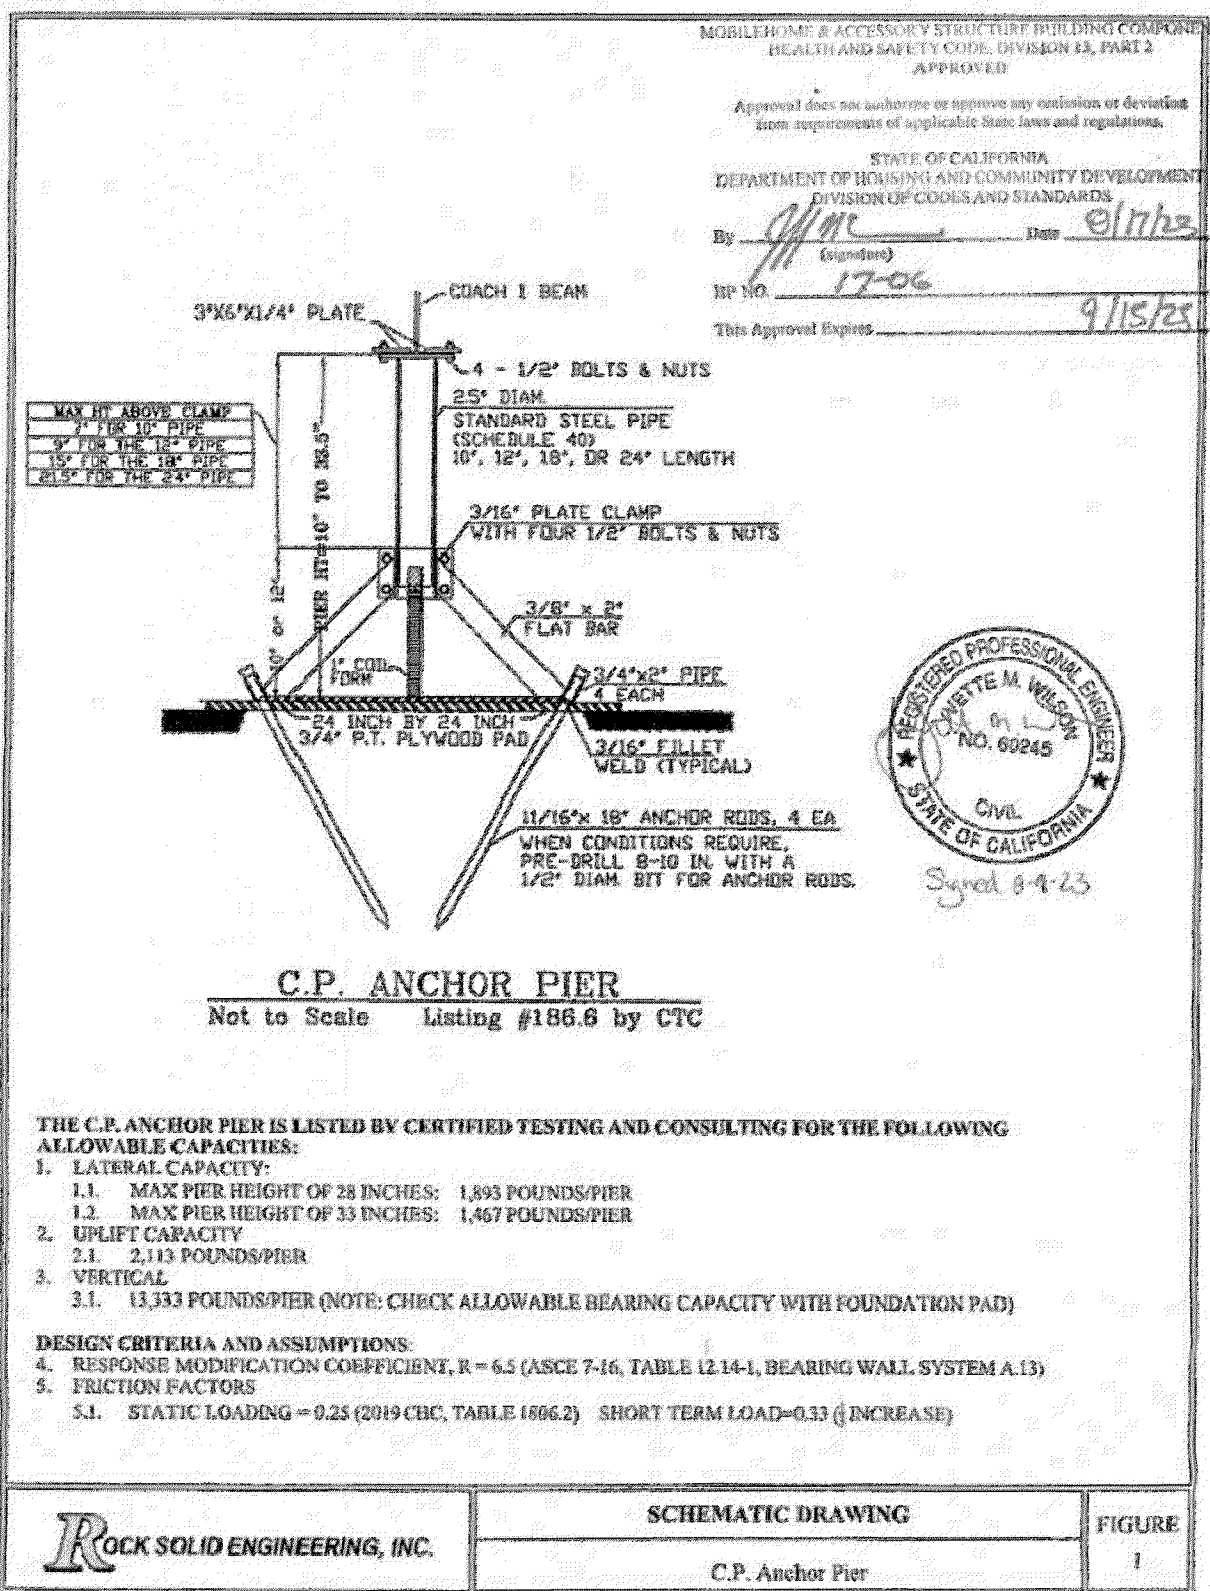 MOBILEHOME & ACCESSORY STRUCTURE BUILDING COMPONE
HEALTH AND SAFETY CODE, DIVISION 13, PART 2
APPROVED
Approval does not authorize or approve any omission or deviation
from requirements of applicable State laws and regulations.
STATE OF CALIFORNIA
DEPARTMENT OF HOUSING AND COMMUNITY DEVELOPMENT
DIVISION OF CODES AND STANDARDS
By Date 8/17/23
(signature)
BP NO. 17-06
This Approval Expires 9/15/25
COACH I BEAM
3"X6"X1/4" PLATE
4 - 1/2" BOLTS & NUTS
2.5" DIAM.
STANDARD STEEL PIPE
(SCHEDULE 40)
10", 12", 18", OR 24" LENGTH
MAX HT ABOVE CLAMP
7" FOR 10" PIPE
9" FOR THE 12" PIPE
15" FOR THE 18" PIPE
21.5" FOR THE 24" PIPE
3/16" PLATE CLAMP
WITH FOUR 1/2" BOLTS & NUTS
10" or 12"
PIER HT=10" TO
3/8" x 2"
FLAT BAR
1" COIL
FORM
3/4"x2" PIPE
4 EACH
24 INCH BY 24 INCH
3/4" P.T. PLYWOOD PAD
3/16" FILLET
WELD (TYPICAL)
11/16"x 18" ANCHOR RODS, 4 EA
WHEN CONDITIONS REQUIRE,
PRE-DRILL 8-10 IN. WITH A
1/2" DIAM. BIT FOR ANCHOR RODS.
REGISTERED PROFESSIONAL ENGINEER
YVETTE M. WILSON
NO. 60245
CIVIL
STATE OF CALIFORNIA
Signed 8-9-23
C.P. ANCHOR PIER
Not to Scale Listing #186.6 by CTC
THE C.P. ANCHOR PIER IS LISTED BY CERTIFIED TESTING AND CONSULTING FOR THE FOLLOWING
ALLOWABLE CAPACITIES:
1. LATERAL CAPACITY:
1.1. MAX PIER HEIGHT OF 28 INCHES: 1,893 POUNDS/PIER
1.2. MAX PIER HEIGHT OF 33 INCHES: 1,467 POUNDS/PIER
2. UPLIFT CAPACITY
2.1. 2,113 POUNDS/PIER
3. VERTICAL
3.1. 13,333 POUNDS/PIER (NOTE: CHECK ALLOWABLE BEARING CAPACITY WITH FOUNDATION PAD)
DESIGN CRITERIA AND ASSUMPTIONS:
4. RESPONSE MODIFICATION COEFFICIENT, R = 6.5 (ASCE 7-16, TABLE 12.14-1, BEARING WALL SYSTEM A.13)
5. FRICTION FACTORS
5.1. STATIC LOADING = 0.25 (2019 CBC, TABLE 1806.2) SHORT TERM LOAD=0.33 ( INCREASE)
ROCK SOLID ENGINEERING, INC.
SCHEMATIC DRAWING
C.P. Anchor Pier
FIGURE
1